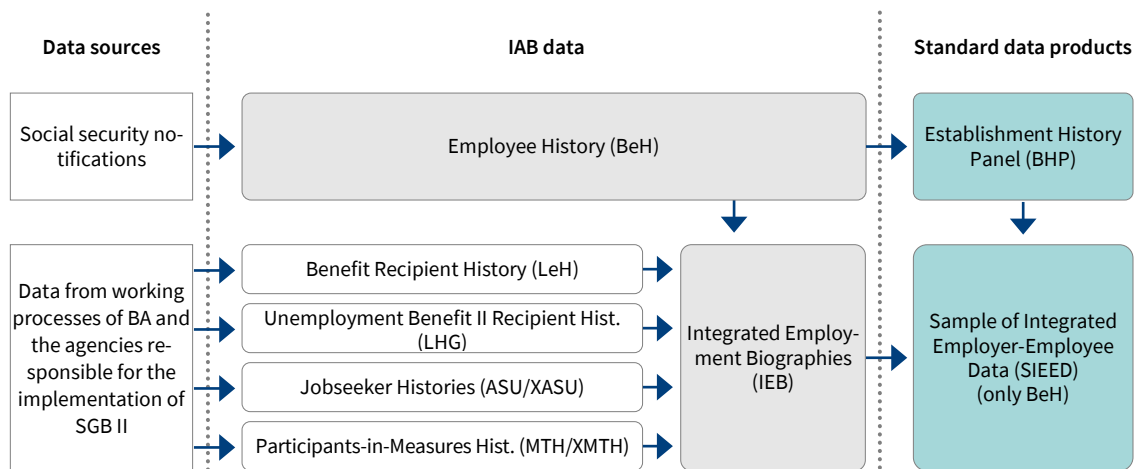 Data sources
IAB data
Standard data products
Social security no-
tifications
Employee History (BeH)
Establishment History
Panel (BHP)
Data from working
processes of BA and
the agencies re-
sponsible for the
implementation of
SGB II
Benefit Recipient History (LeH)
Unemployment Benefit II Recipient Hist.
(LHG)
Jobseeker Histories (ASU/XASU)
Participants-in-Measures Hist. (MTH/XMTH)
Integrated Employ-
ment Biographies
(IEB)
Sample of Integrated
Employer-Employee
Data (SIEED)
(only BeH)